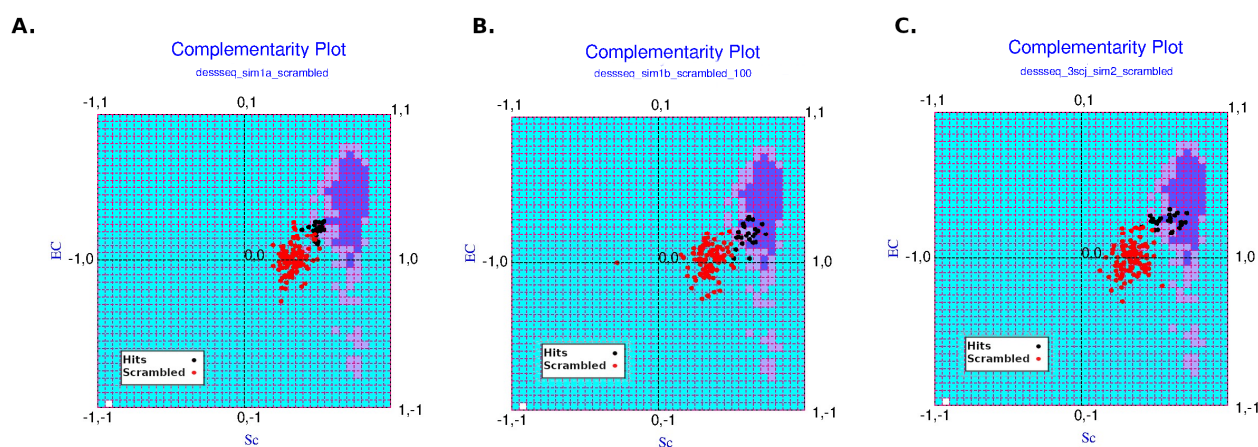 A.
Complementarity Plot
dessseq_sim1a_scrambled
-1,1
0,1
1,1
EC
-1,0
0,0
1,0
Hits
Scrambled
-1,-1
0,-1
1,-1
Sc
B.
Complementarity Plot
dessseq_sim1b_scrambled_100
-1,1
0,1
1,1
EC
-1,0
0,0
1,0
Hits
Scrambled
-1,-1
0,-1
1,-1
Sc
C.
Complementarity Plot
dessseq_3scj_sim2_scrambled
-1,1
0,1
1,1
EC
-1,0
0,0
1,0
Hits
Scrambled
-1,-1
0,-1
1,-1
Sc